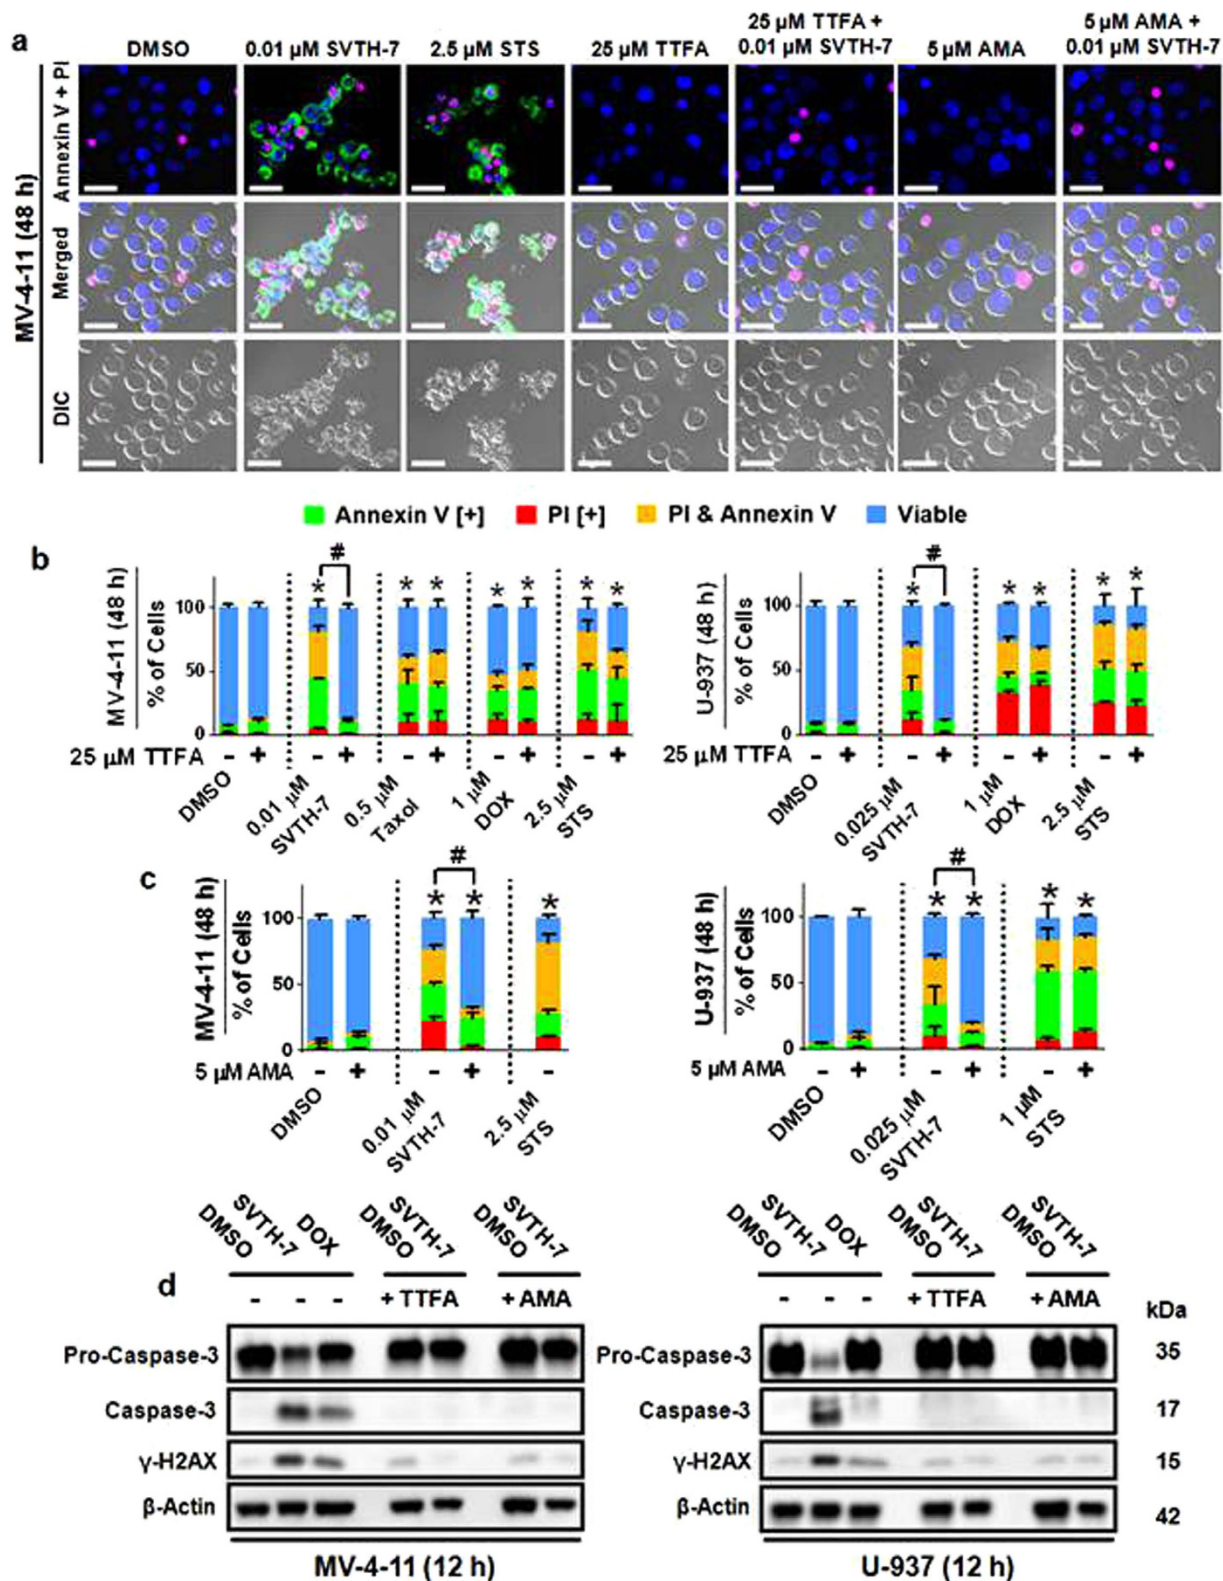 a
DMSO
0.01 µM SVTH-7
2.5 µM STS
25 µM TTFA
25 µM TTFA +
0.01 µM SVTH-7
5 µM AMA
5 µM AMA +
0.01 µM SVTH-7
MV-4-11 (48 h)
Annexin V + PI
Merged
DIC
Annexin V [+]
PI [+]
PI & Annexin V
Viable
b
MV-4-11 (48 h)
% of Cells
100
50
0
#
* * * * * * *
25 µM TTFA
- + - + - + - + - +
DMSO
0.01 µM
SVTH-7
0.5 µM
Taxol
1 µM
DOX
2.5 µM
STS
U-937 (48 h)
% of Cells
100
50
0
#
* * * * *
25 µM TTFA
- + - + - + - +
DMSO
0.025 µM
SVTH-7
1 µM
DOX
2.5 µM
STS
c
MV-4-11 (48 h)
% of Cells
100
50
0
#
* * *
5 µM AMA
- + - + -
DMSO
0.01 µM
SVTH-7
2.5 µM
STS
U-937 (48 h)
% of Cells
100
50
0
#
* * * *
5 µM AMA
- + - + - +
DMSO
0.025 µM
SVTH-7
1 µM
STS
d
DMSO
SVTH-7
DOX
DMSO
SVTH-7
DMSO
SVTH-7
- - -
+ TTFA
+ AMA
Pro-Caspase-3
Caspase-3
γ-H2AX
β-Actin
MV-4-11 (12 h)
DMSO
SVTH-7
DOX
DMSO
SVTH-7
DMSO
SVTH-7
- - -
+ TTFA
+ AMA
kDa
Pro-Caspase-3
35
Caspase-3
17
γ-H2AX
15
β-Actin
42
U-937 (12 h)